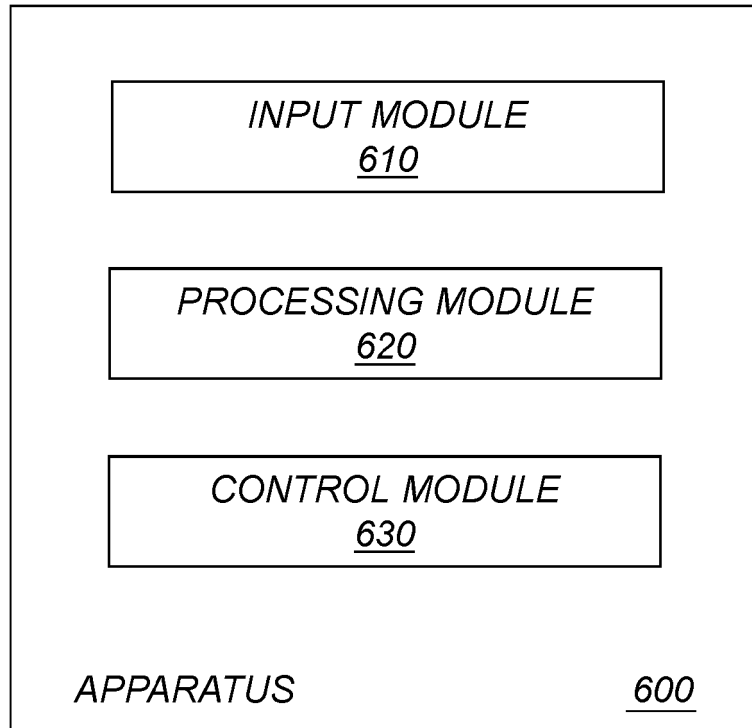 INPUT MODULE
610
PROCESSING MODULE
620
CONTROL MODULE
630
APPARATUS 600